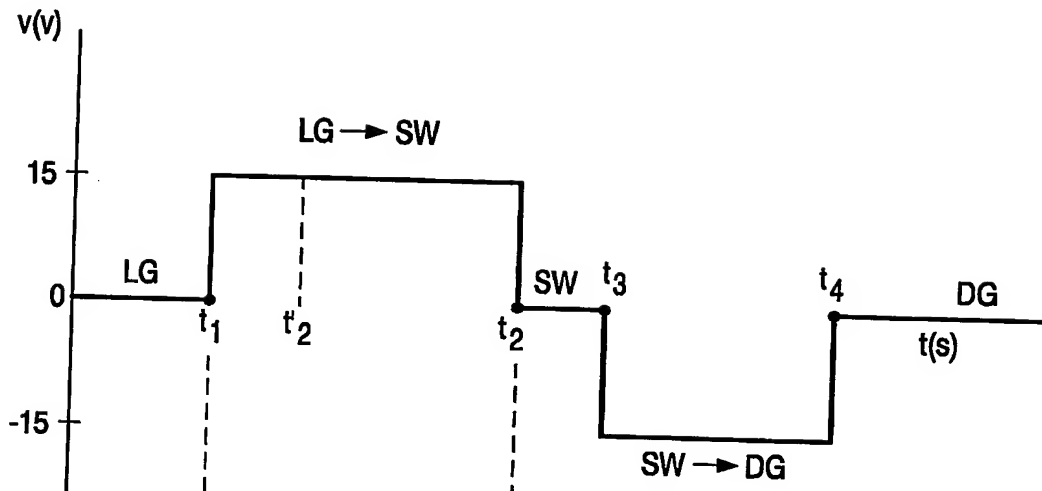 v(v)
LG → SW
15
LG
0
t1
t'2
t2
SW
t3
t4
DG
t(s)
-15
SW → DG